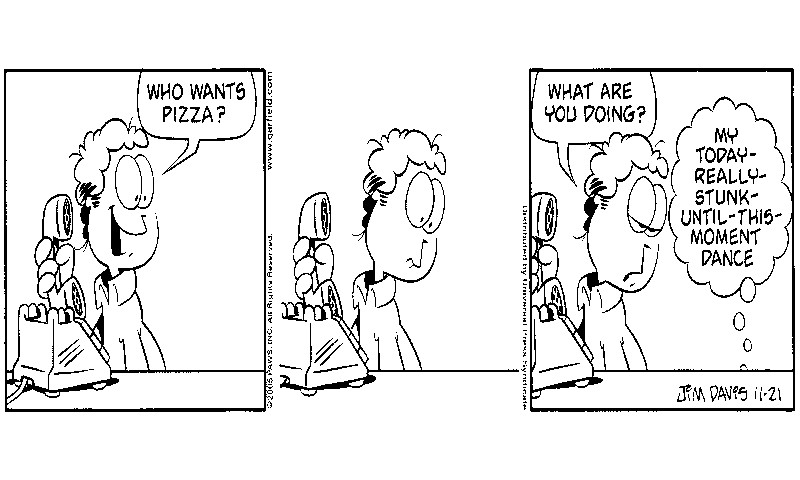 WHO WANTS
PIZZA?
www.garfield.com
©2005 PAWS, INC. All Rights Reserved.
WHAT ARE
YOU DOING?
MY
TODAY-
REALLY-
STUNK-
UNTIL-THIS-
MOMENT
DANCE
JIM DAVIS 11-21